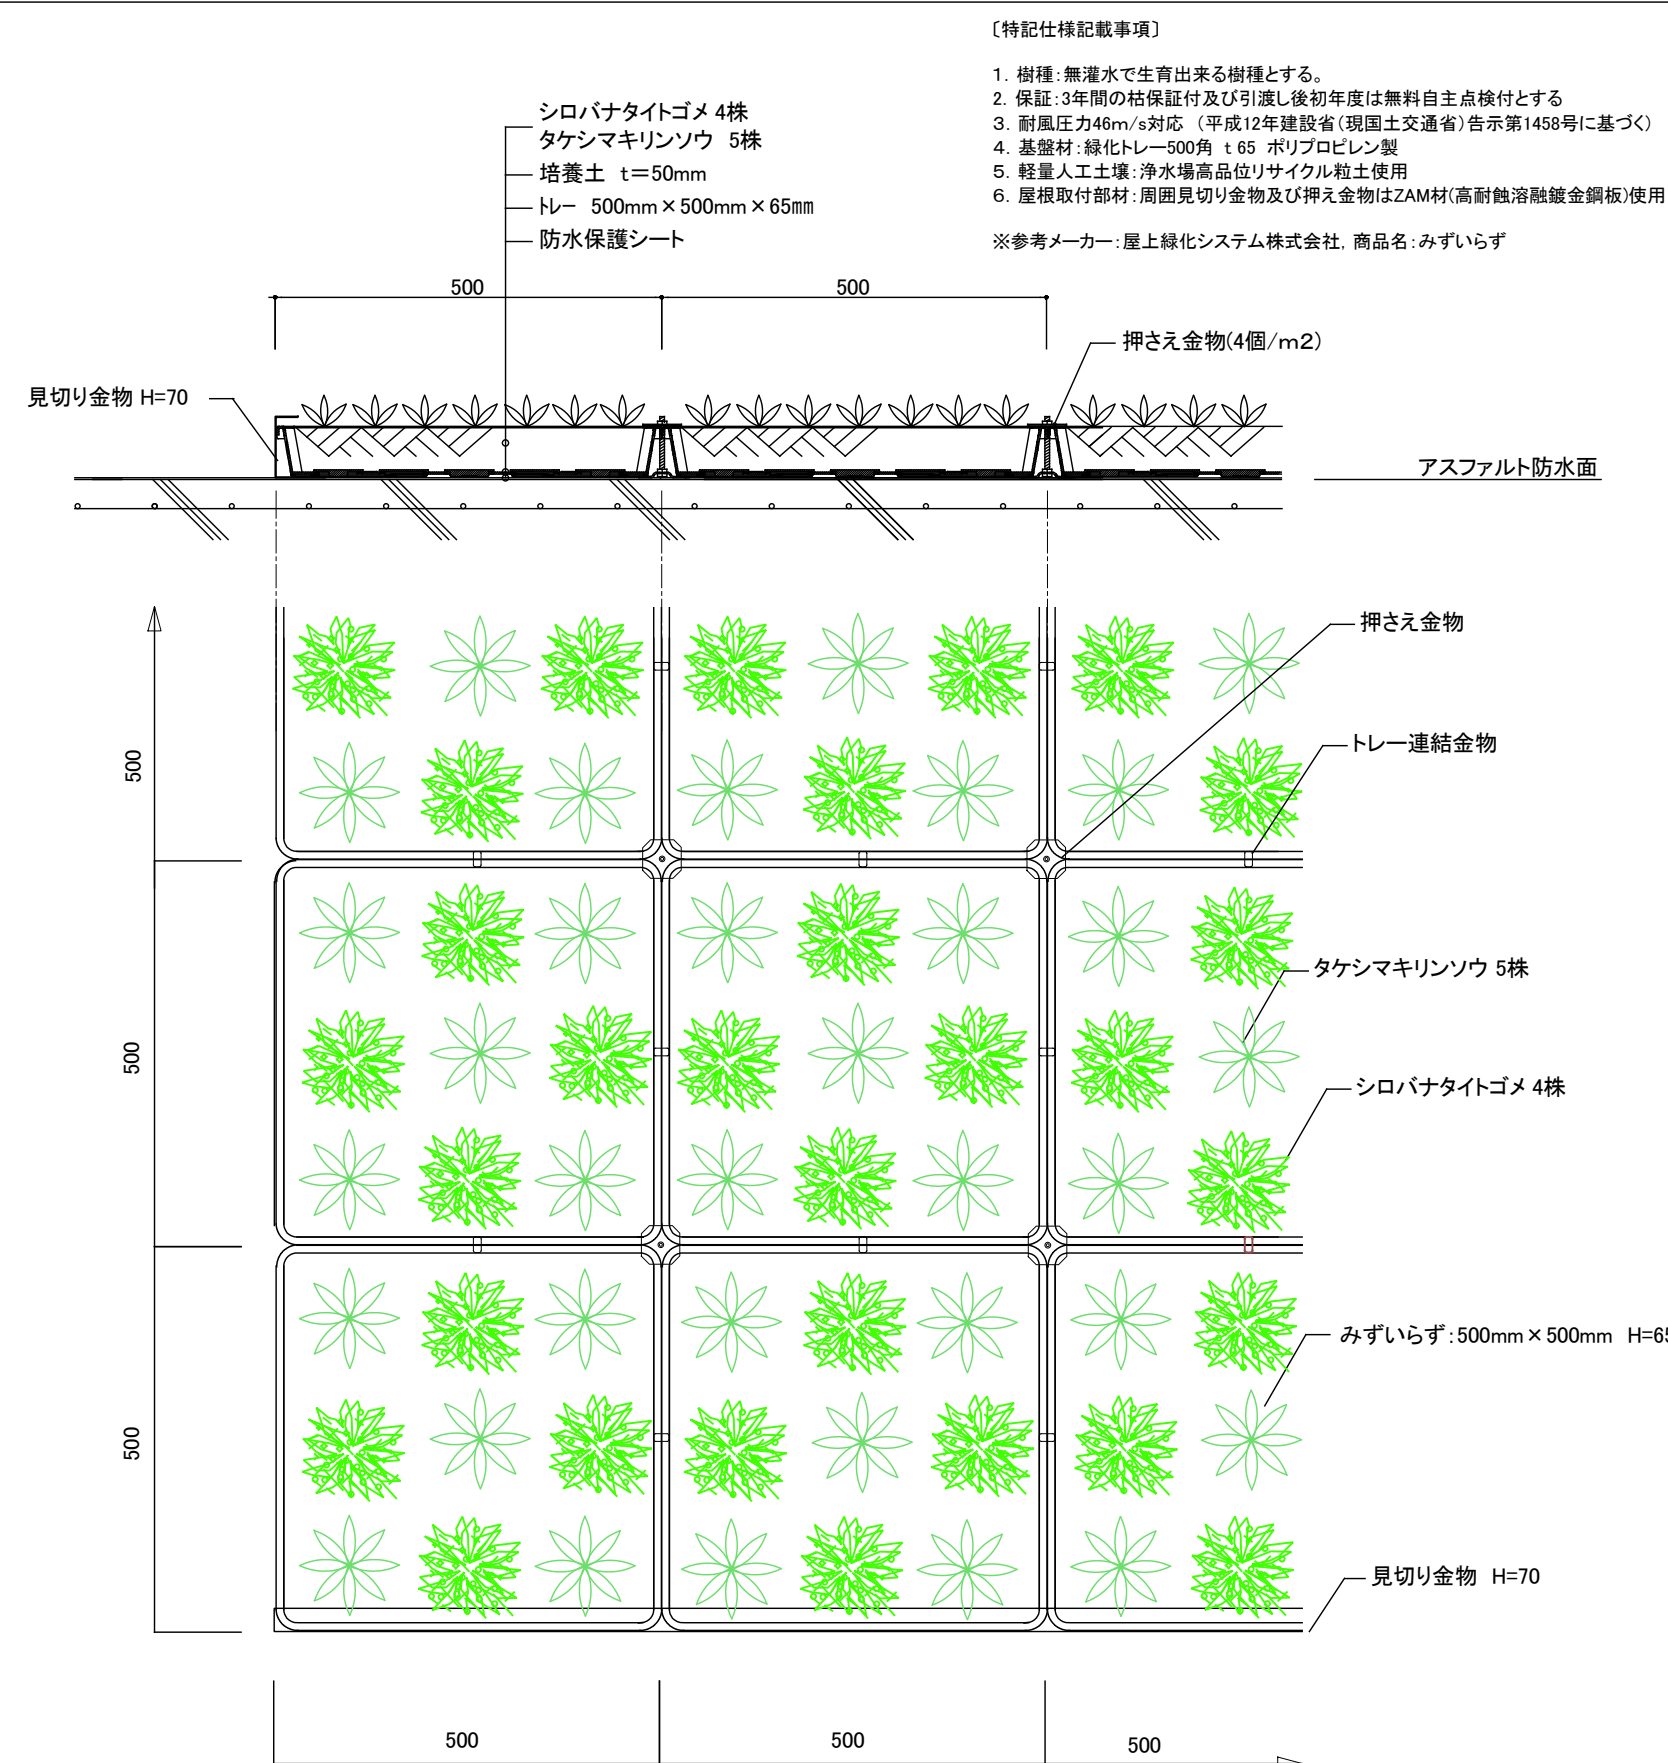 〔特記仕様記載事項〕
1. 樹種：無灌水で生育出来る樹種とする。
2. 保証：3年間の枯保証付及び引渡し後初年度は無料自主点検付とする
3. 耐風圧力46m/s対応 （平成12年建設省（現国土交通省）告示第1458号に基づく）
4. 基盤材：緑化トレー500角 t 65 ポリプロピレン製
5. 軽量人工土壌：浄水場高品位リサイクル粒土使用
6. 屋根取付部材：周囲見切り金物及び押え金物はZAM材(高耐蝕溶融鍍金鋼板)使用
※参考メーカー：屋上緑化システム株式会社, 商品名：みずいらず
シロバナタイトゴメ 4株
タケシマキリンソウ 5株
培養土 t＝50mm
トレー 500mm×500mm×65mm
防水保護シート
500
500
押さえ金物(4個/m2)
見切り金物 H=70
アスファルト防水面
押さえ金物
トレー連結金物
500
タケシマキリンソウ 5株
500
シロバナタイトゴメ 4株
みずいらず：500mm×500mm H=65
500
見切り金物 H=70
500
500
500